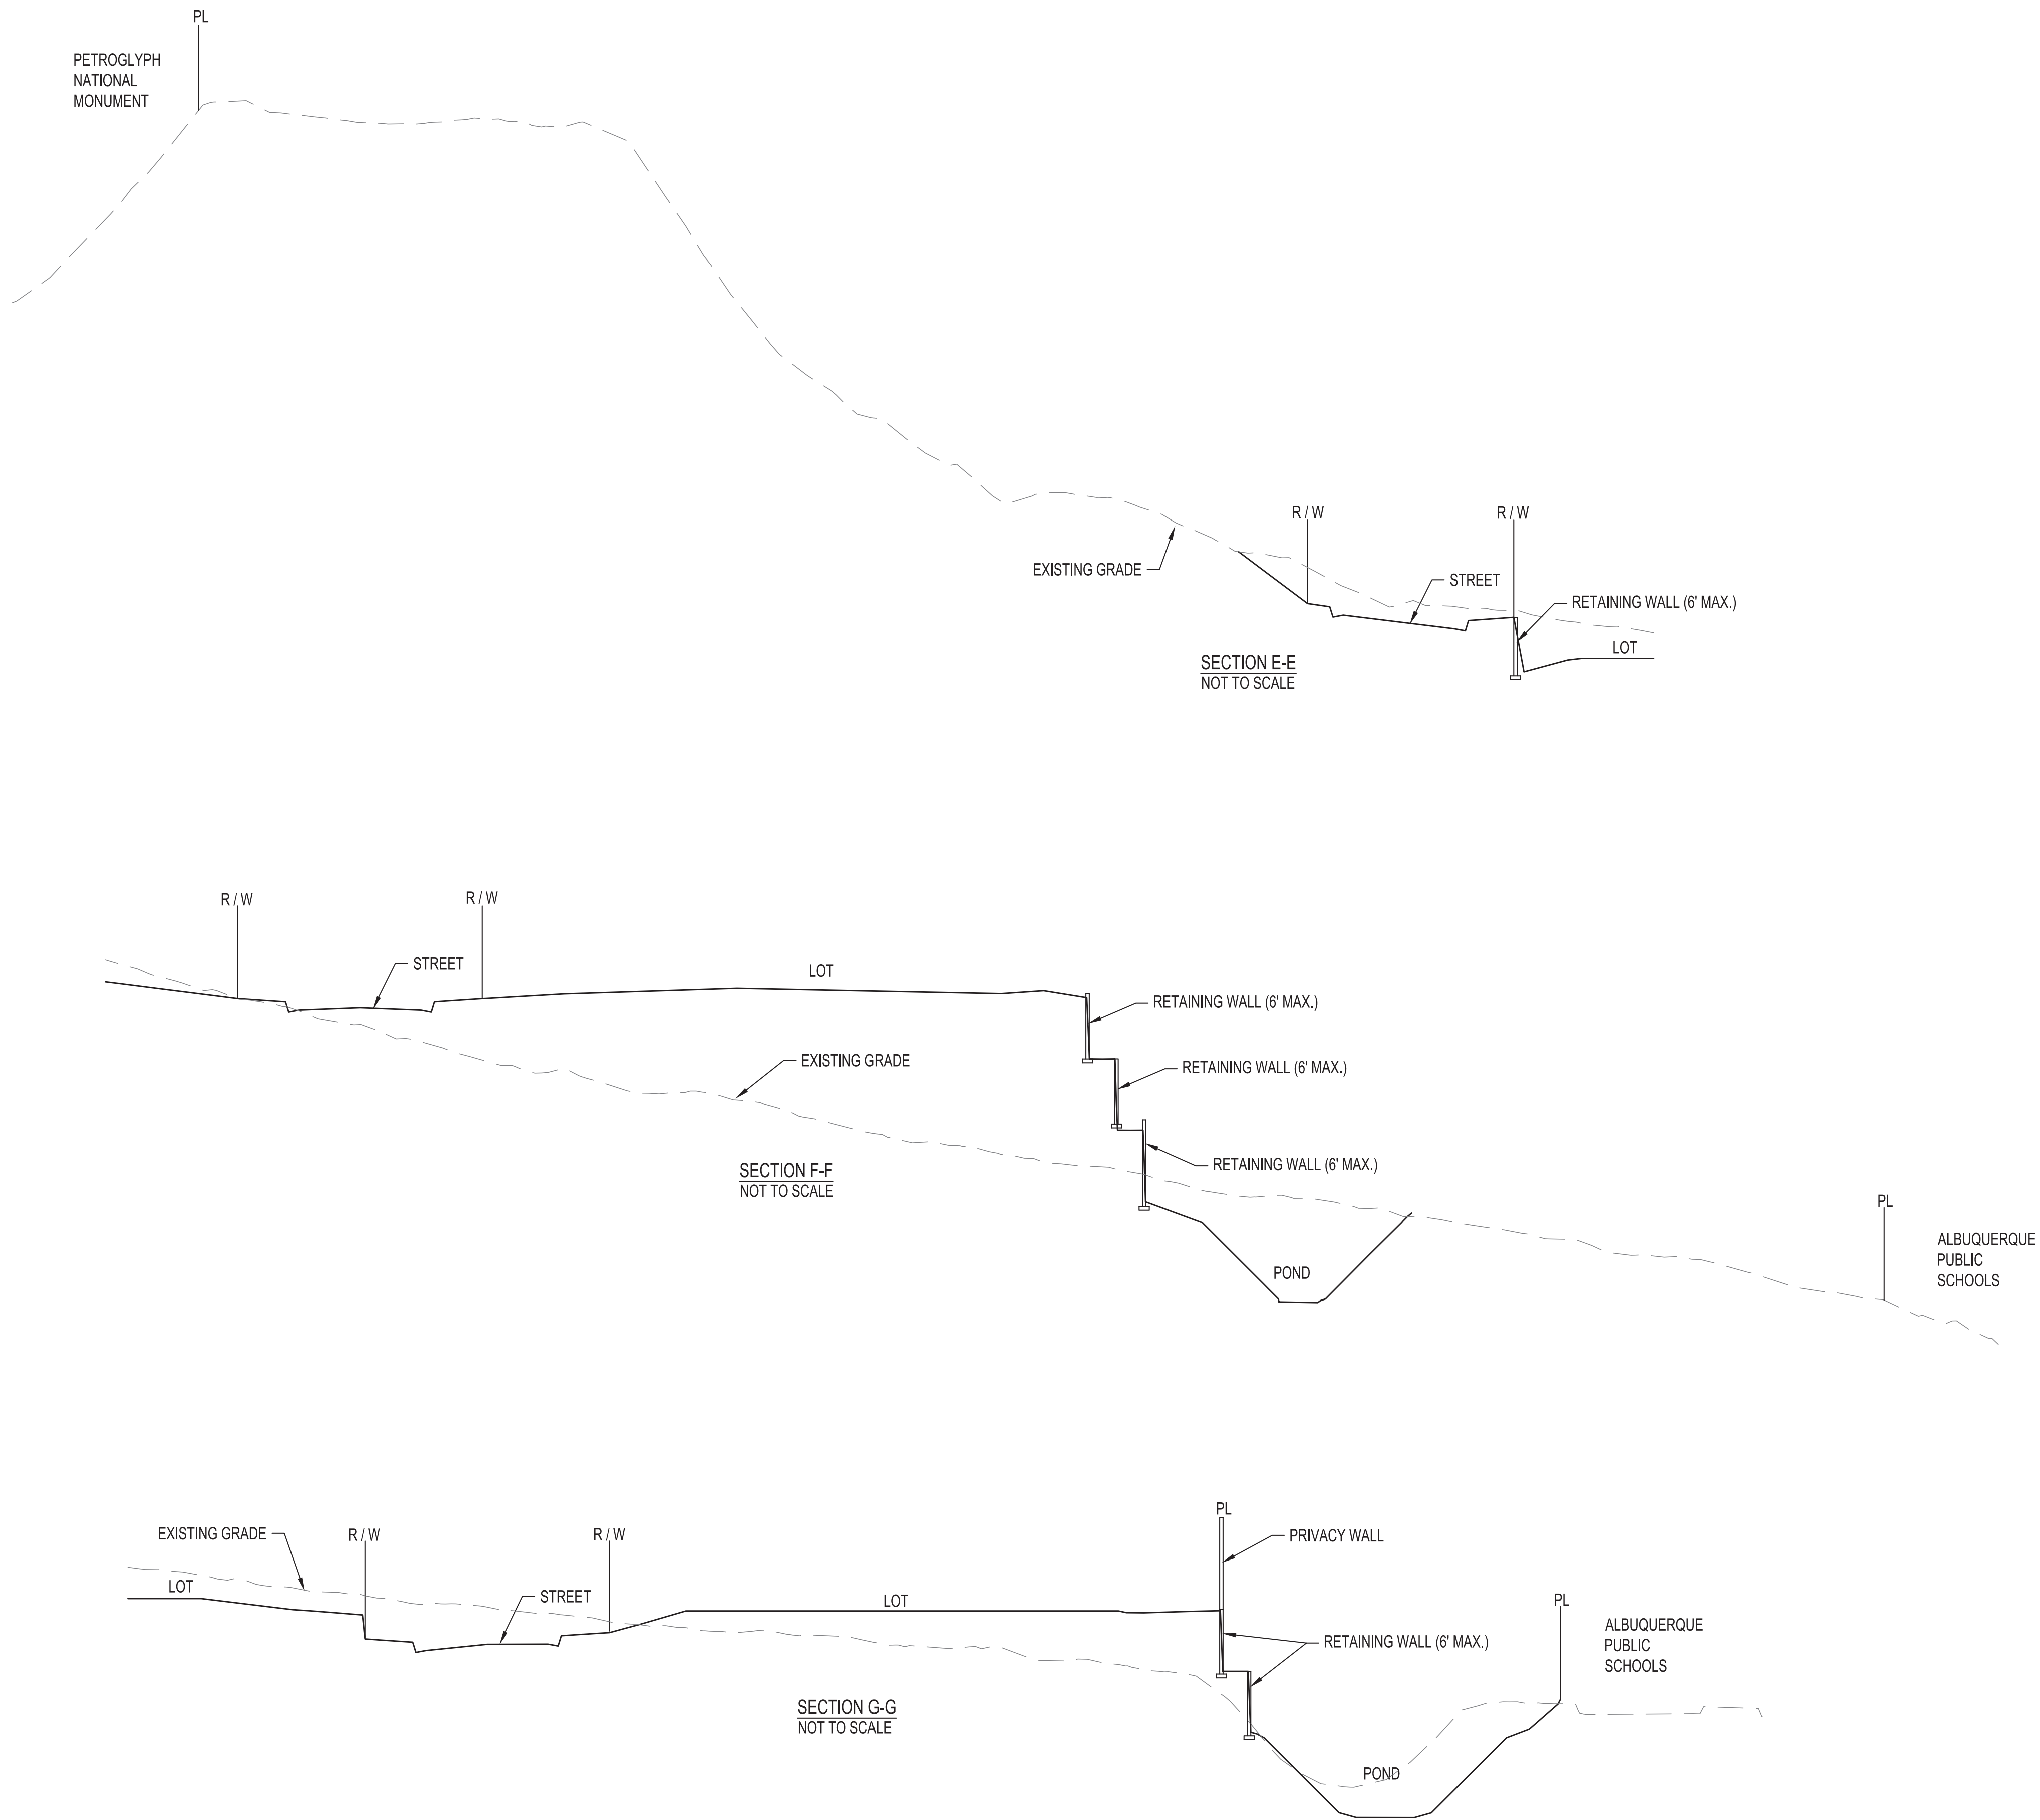 PL
PETROGLYPH
NATIONAL
MONUMENT
R / W
R / W
EXISTING GRADE
STREET
RETAINING WALL (6' MAX.)
LOT
SECTION E-E
NOT TO SCALE
R / W
R / W
STREET
LOT
RETAINING WALL (6' MAX.)
EXISTING GRADE
RETAINING WALL (6' MAX.)
RETAINING WALL (6' MAX.)
SECTION F-F
NOT TO SCALE
PL
ALBUQUERQUE
PUBLIC
SCHOOLS
POND
PL
EXISTING GRADE
R / W
R / W
PRIVACY WALL
LOT
STREET
LOT
PL
ALBUQUERQUE
PUBLIC
SCHOOLS
RETAINING WALL (6' MAX.)
SECTION G-G
NOT TO SCALE
POND